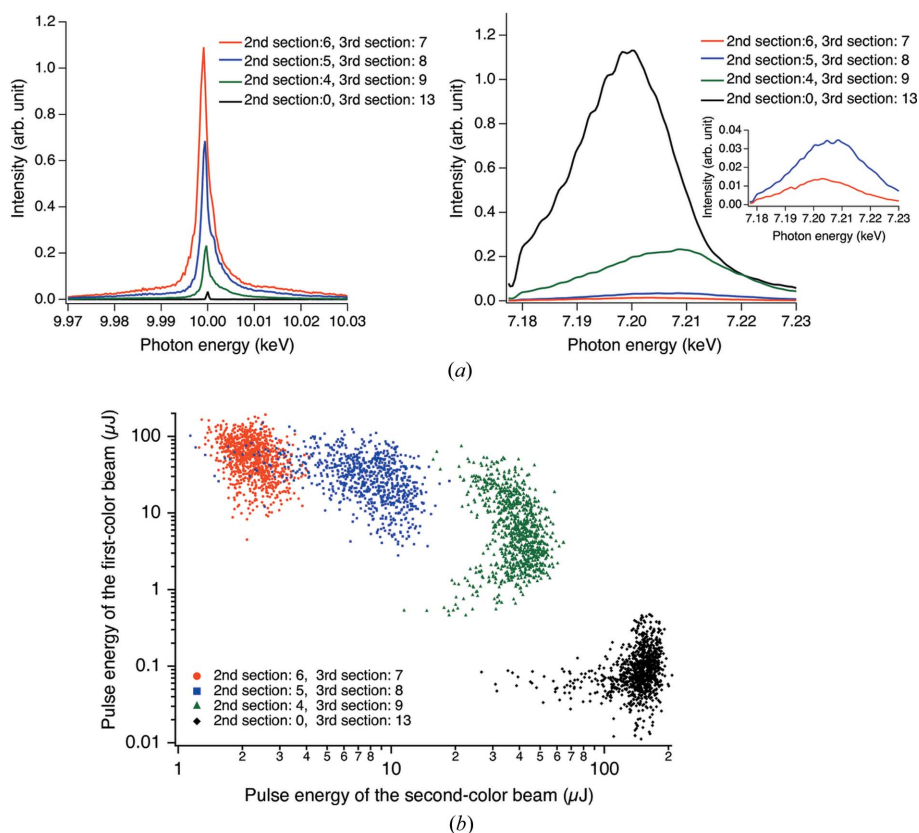 1.2
1.0
0.8
0.6
0.4
0.2
0.0
Intensity (arb. unit)
2nd section:6, 3rd section: 7
2nd section:5, 3rd section: 8
2nd section:4, 3rd section: 9
2nd section:0, 3rd section: 13
9.97 9.98 9.99 10.00 10.01 10.02 10.03
Photon energy (keV)
1.2
1.0
0.8
0.6
0.4
0.2
0.0
Intensity (arb. unit)
2nd section:6, 3rd section: 7
2nd section:5, 3rd section: 8
2nd section:4, 3rd section: 9
2nd section:0, 3rd section: 13
0.04
0.03
0.02
0.01
0.00
Intensity (arb. unit)
7.18 7.19 7.20 7.21 7.22 7.23
Photon energy (keV)
7.18 7.19 7.20 7.21 7.22 7.23
Photon energy (keV)
(a)
100
10
1
0.1
0.01
Pulse energy of the first-color beam (μJ)
2nd section: 6, 3rd section: 7
2nd section: 5, 3rd section: 8
2nd section: 4, 3rd section: 9
2nd section: 0, 3rd section: 13
1 2 3 4 5 6 7 8 10 2 3 4 5 6 7 8 100 2
Pulse energy of the second-color beam (μJ)
(b)